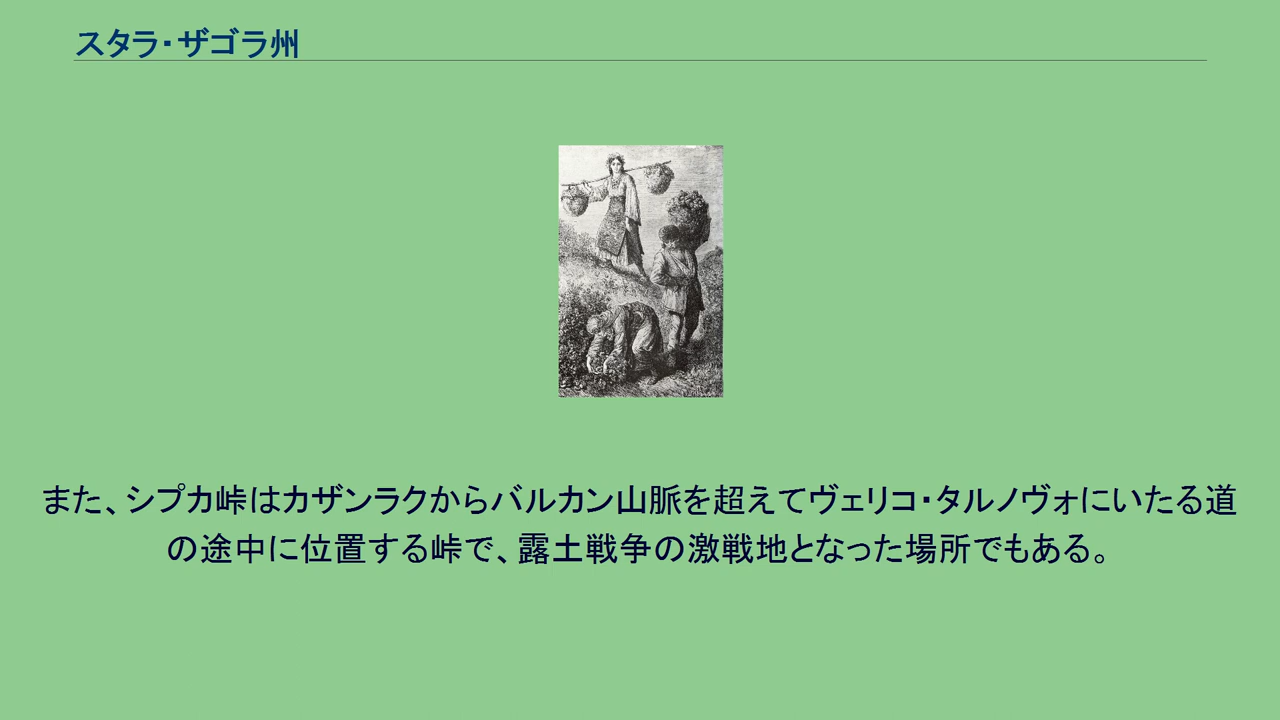 スタラ・ザゴラ州
また、シプカ峠はカザンラクからバルカン山脈を超えてヴェリコ・タルノヴォにいたる道
の途中に位置する峠で、露土戦争の激戦地となった場所でもある。